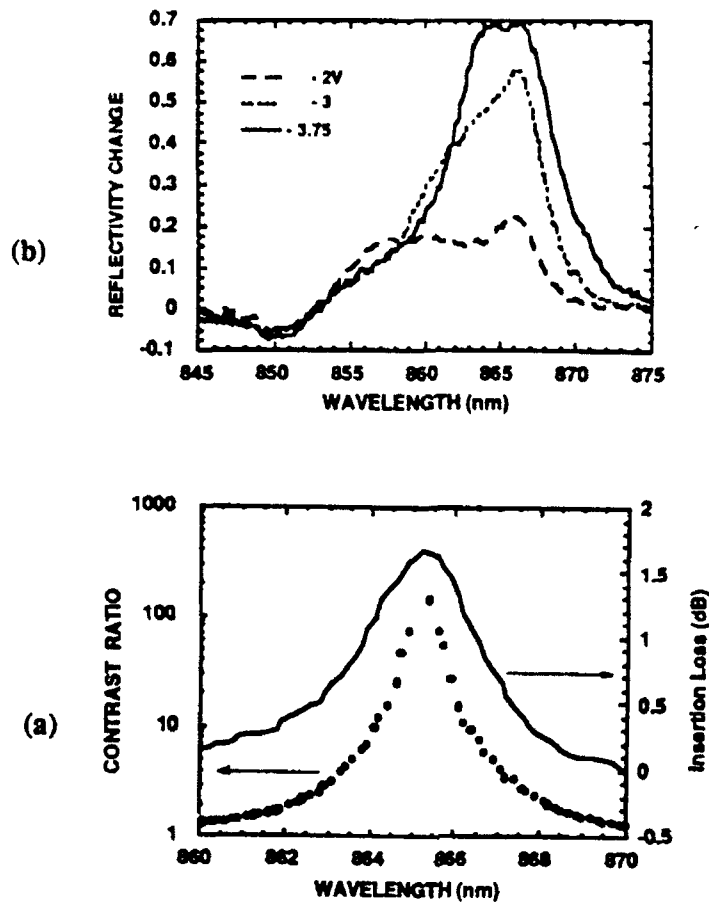 (b)
REFLECTIVITY CHANGE
0.7
0.6
0.5
0.4
0.3
0.2
0.1
0
-0.1
- 2V
- 3
- 3.75
845 850 855 860 865 870 875
WAVELENGTH (nm)
(a)
CONTRAST RATIO
1000
100
10
1
2
1.5
1
0.5
0
-0.5
Insertion Loss (dB)
860 862 864 866 868 870
WAVELENGTH (nm)